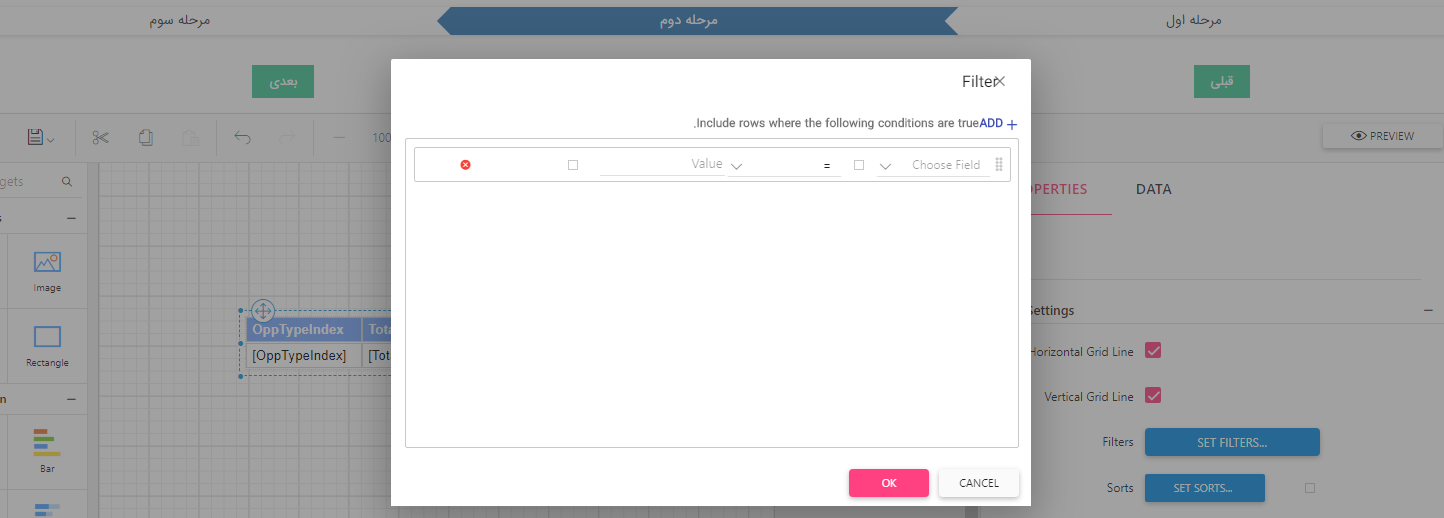 مرحله اول
مرحله دوم
مرحله سوم
قبلی
بعدی
Filter
.Include rows where the following conditions are true
ADD +
Choose Field
=
Value
OK
CANCEL
100
PREVIEW
gets
s
Image
Rectangle
n
Bar
OppTypeIndex Tota
[OppTypeIndex] [Tot
OPERTIES DATA
Settings
Horizontal Grid Line
Vertical Grid Line
Filters SET FILTERS...
Sorts SET SORTS...